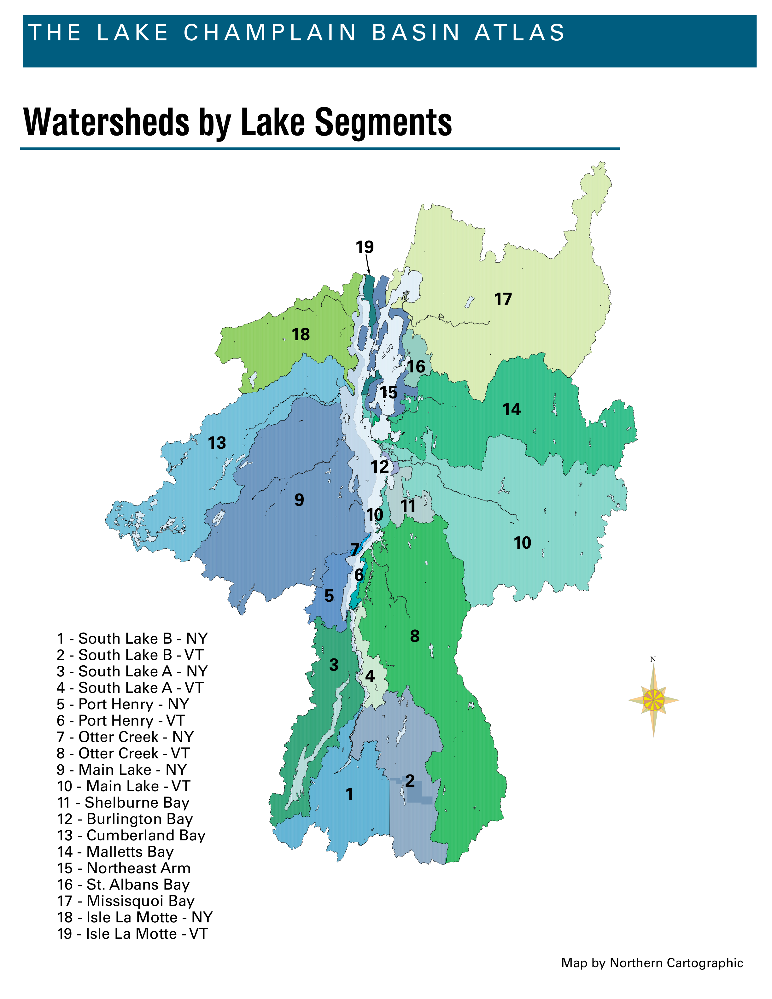 THE LAKE CHAMPLAIN BASIN ATLAS
Watersheds by Lake Segments
19
17
18
16
15
14
13
12
9
11
10
10
7
6
5
8
3
4
2
1
N
1 - South Lake B - NY
2 - South Lake B - VT
3 - South Lake A - NY
4 - South Lake A - VT
5 - Port Henry - NY
6 - Port Henry - VT
7 - Otter Creek - NY
8 - Otter Creek - VT
9 - Main Lake - NY
10 - Main Lake - VT
11 - Shelburne Bay
12 - Burlington Bay
13 - Cumberland Bay
14 - Malletts Bay
15 - Northeast Arm
16 - St. Albans Bay
17 - Missisquoi Bay
18 - Isle La Motte - NY
19 - Isle La Motte - VT
Map by Northern Cartographic